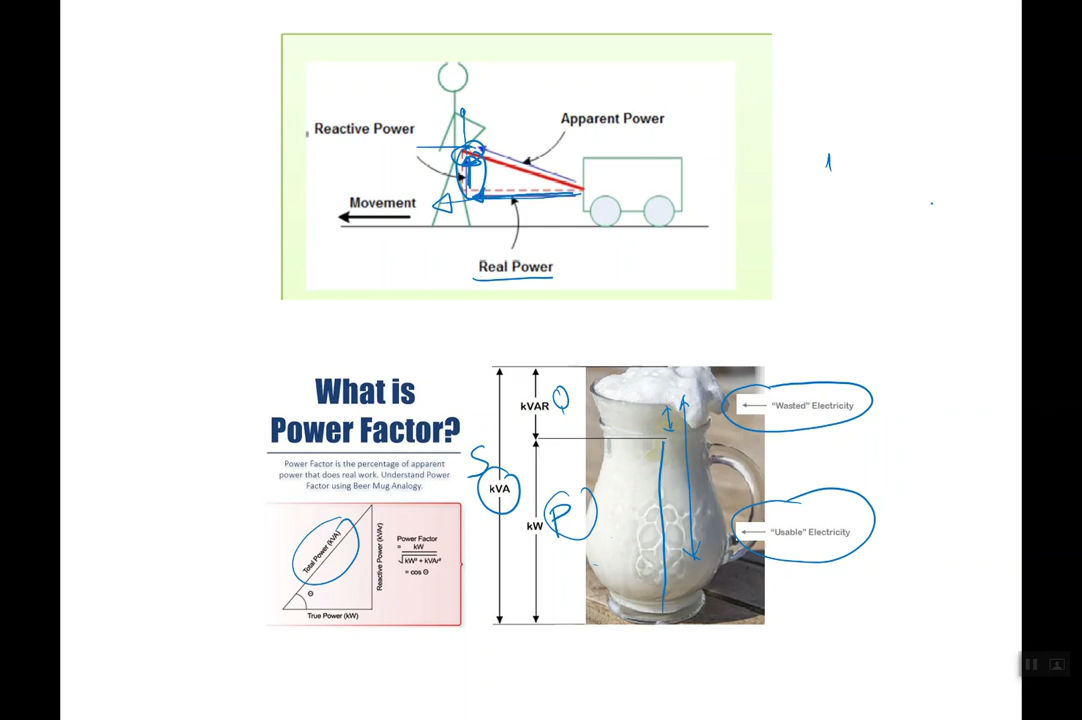 Reactive Power
Apparent Power
Movement
Real Power
1
What is
Power Factor?
Power Factor is the percentage of apparent
power that does real work. Understand Power
Factor using Beer Mug Analogy.
Total Power (kVA)
Θ
True Power (kW)
Reactive Power (kVAr)
Power Factor
= kW
√kW² + kVAr²
= cos Θ
S
kVA
kVAR Q
kW P
"Wasted" Electricity
"Usable" Electricity